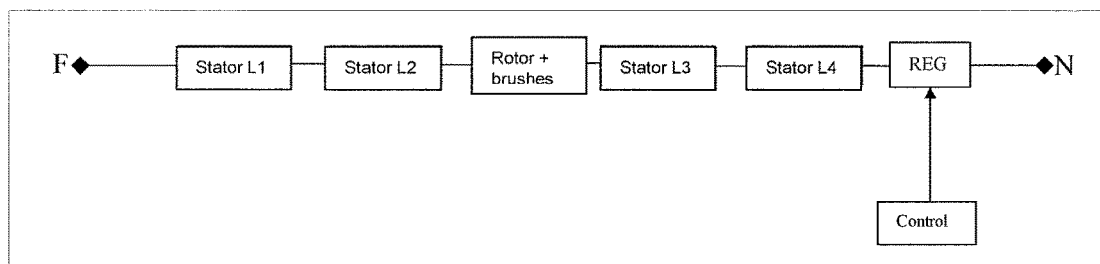 F
Stator L1
Stator L2
Rotor +
brushes
Stator L3
Stator L4
REG
N
Control